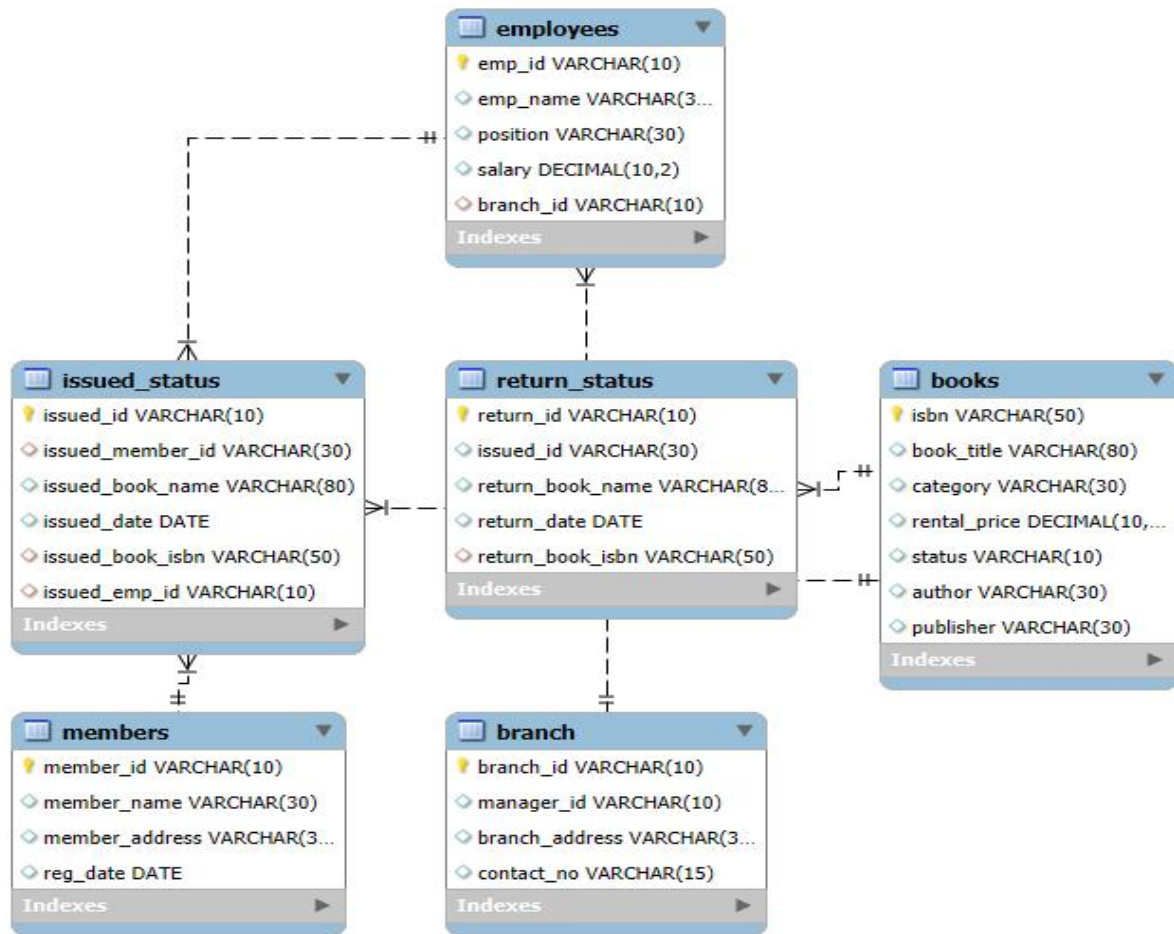 employees
emp_id VARCHAR(10)
emp_name VARCHAR(3...
position VARCHAR(30)
salary DECIMAL(10,2)
branch_id VARCHAR(10)
Indexes
issued_status
issued_id VARCHAR(10)
issued_member_id VARCHAR(30)
issued_book_name VARCHAR(80)
issued_date DATE
issued_book_isbn VARCHAR(50)
issued_emp_id VARCHAR(10)
Indexes
return_status
return_id VARCHAR(10)
issued_id VARCHAR(30)
return_book_name VARCHAR(8...
return_date DATE
return_book_isbn VARCHAR(50)
Indexes
books
isbn VARCHAR(50)
book_title VARCHAR(80)
category VARCHAR(30)
rental_price DECIMAL(10,...
status VARCHAR(10)
author VARCHAR(30)
publisher VARCHAR(30)
Indexes
members
member_id VARCHAR(10)
member_name VARCHAR(30)
member_address VARCHAR(3...
reg_date DATE
Indexes
branch
branch_id VARCHAR(10)
manager_id VARCHAR(10)
branch_address VARCHAR(3...
contact_no VARCHAR(15)
Indexes